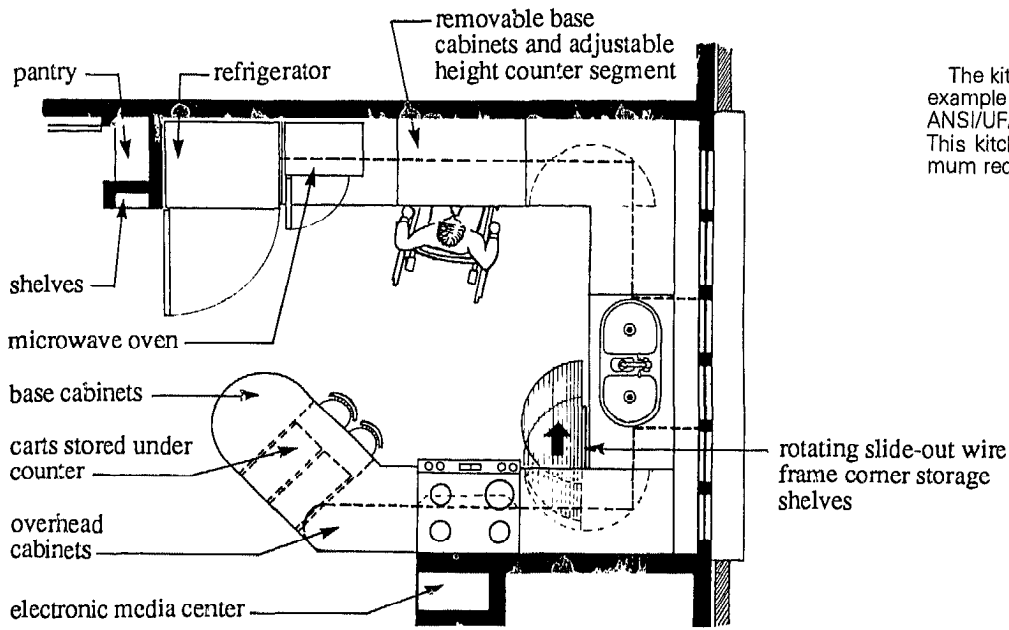 removable base
cabinets and adjustable
height counter segment
pantry
refrigerator
The kit
example
ANSI/UF
This kitch
mum rec
shelves
microwave oven
base cabinets
carts stored under
counter
rotating slide-out wire
frame corner storage
shelves
overhead
cabinets
electronic media center